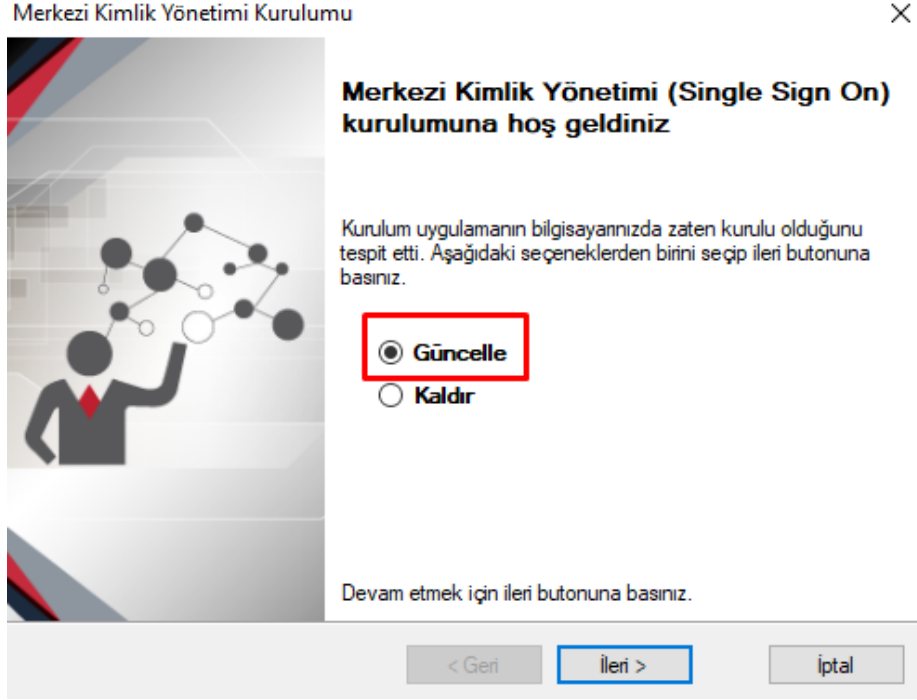 Merkezi Kimlik Yönetimi Kurulumu
Merkezi Kimlik Yönetimi (Single Sign On)
kurulumuna hoş geldiniz
Kurulum uygulamanın bilgisayarınızda zaten kurulu olduğunu
tespit etti. Aşağıdaki seçeneklerden birini seçip ileri butonuna
basınız.
Güncelle
Kaldır
Devam etmek için ileri butonuna basınız.
< Geri
İleri >
İptal